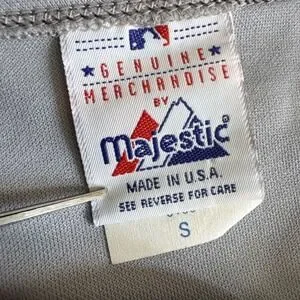 GENUINE
MERCHANDISE
BY
Majestic®
MADE IN U.S.A.
SEE REVERSE FOR CARE
S